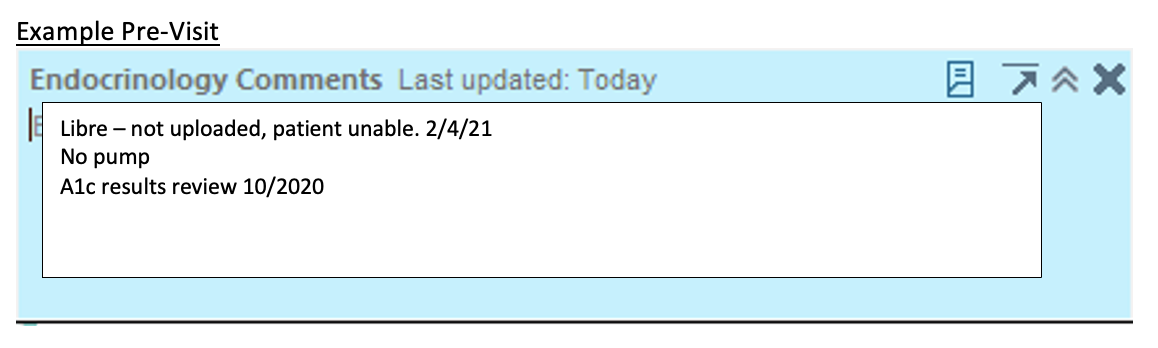 Example Pre-Visit
Endocrinology Comments Last updated: Today
Libre – not uploaded, patient unable. 2/4/21
No pump
A1c results review 10/2020